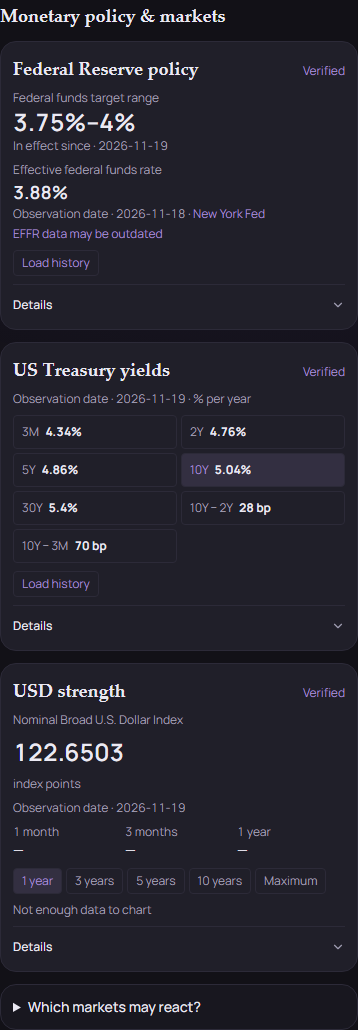 Monetary policy & markets
Federal Reserve policy Verified
Federal funds target range
3.75%–4%
In effect since · 2026-11-19
Effective federal funds rate
3.88%
Observation date · 2026-11-18 · New York Fed
EFFR data may be outdated
Load history
Details
US Treasury yields Verified
Observation date · 2026-11-19 · % per year
3M 4.34% 2Y 4.76%
5Y 4.86% 10Y 5.04%
30Y 5.4% 10Y − 2Y 28 bp
10Y − 3M 70 bp
Load history
Details
USD strength Verified
Nominal Broad U.S. Dollar Index
122.6503
index points
Observation date · 2026-11-19
1 month 3 months 1 year
— — —
1 year 3 years 5 years 10 years Maximum
Not enough data to chart
Details
Which markets may react?